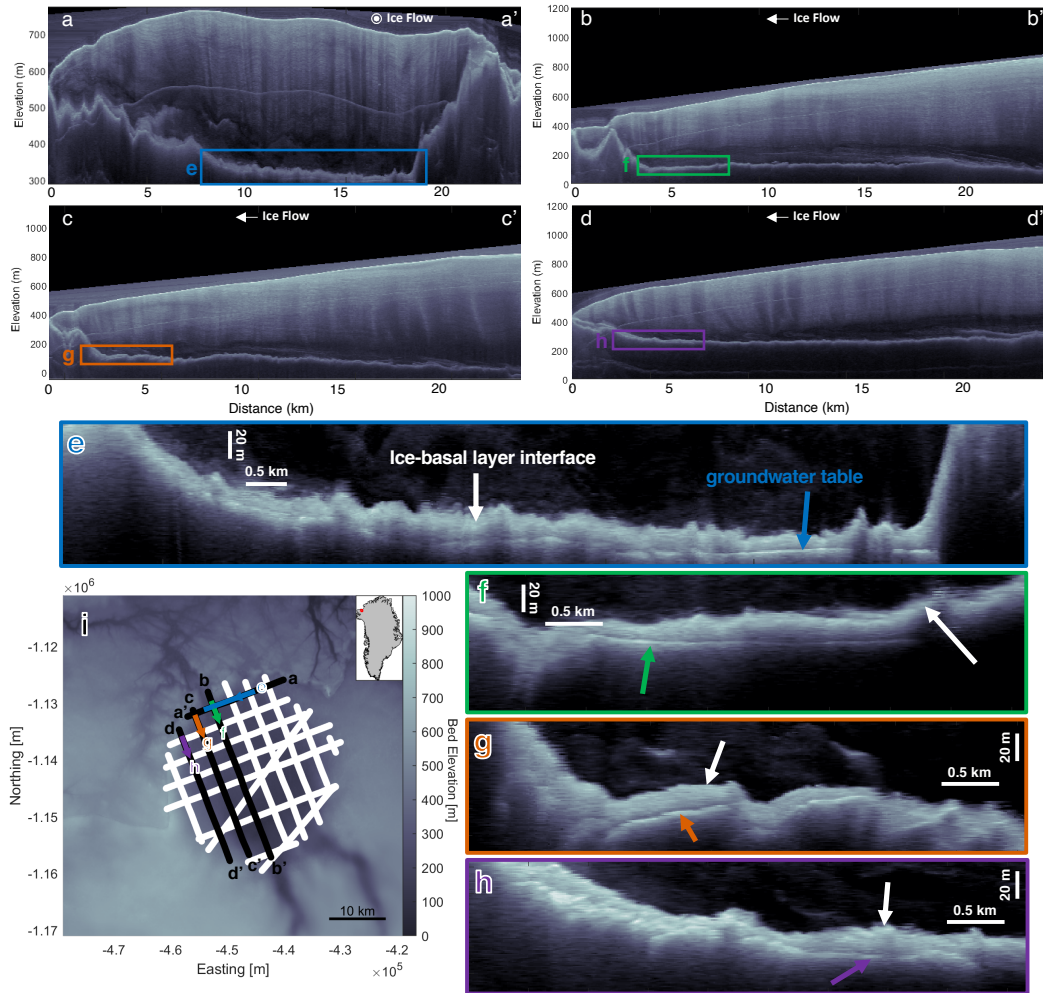 a
⊙ Ice Flow
a'
Elevation (m)
700
600
500
400
300
e
0
5
10
15
20
b
← Ice Flow
b'
Elevation (m)
1200
1000
800
600
400
200
0
f
0
5
10
15
20
c
← Ice Flow
c'
Elevation (m)
1000
800
600
400
200
0
g
0
5
10
15
20
Distance (km)
d
← Ice Flow
d'
Elevation (m)
1200
1000
800
600
400
200
0
h
0
5
10
15
20
Distance (km)
e
20 m
0.5 km
Ice-basal layer interface
groundwater table
f
20 m
0.5 km
g
20 m
0.5 km
h
20 m
0.5 km
×10⁶
i
-1.12
-1.13
-1.14
-1.15
-1.16
-1.17
Northing [m]
b
a
e
c
a'
d
f
g
h
d'
c'
b'
10 km
-4.7
-4.6
-4.5
-4.4
-4.3
-4.2
Easting [m]
×10⁵
1000
900
800
700
600
500
400
300
200
100
0
Bed Elevation [m]